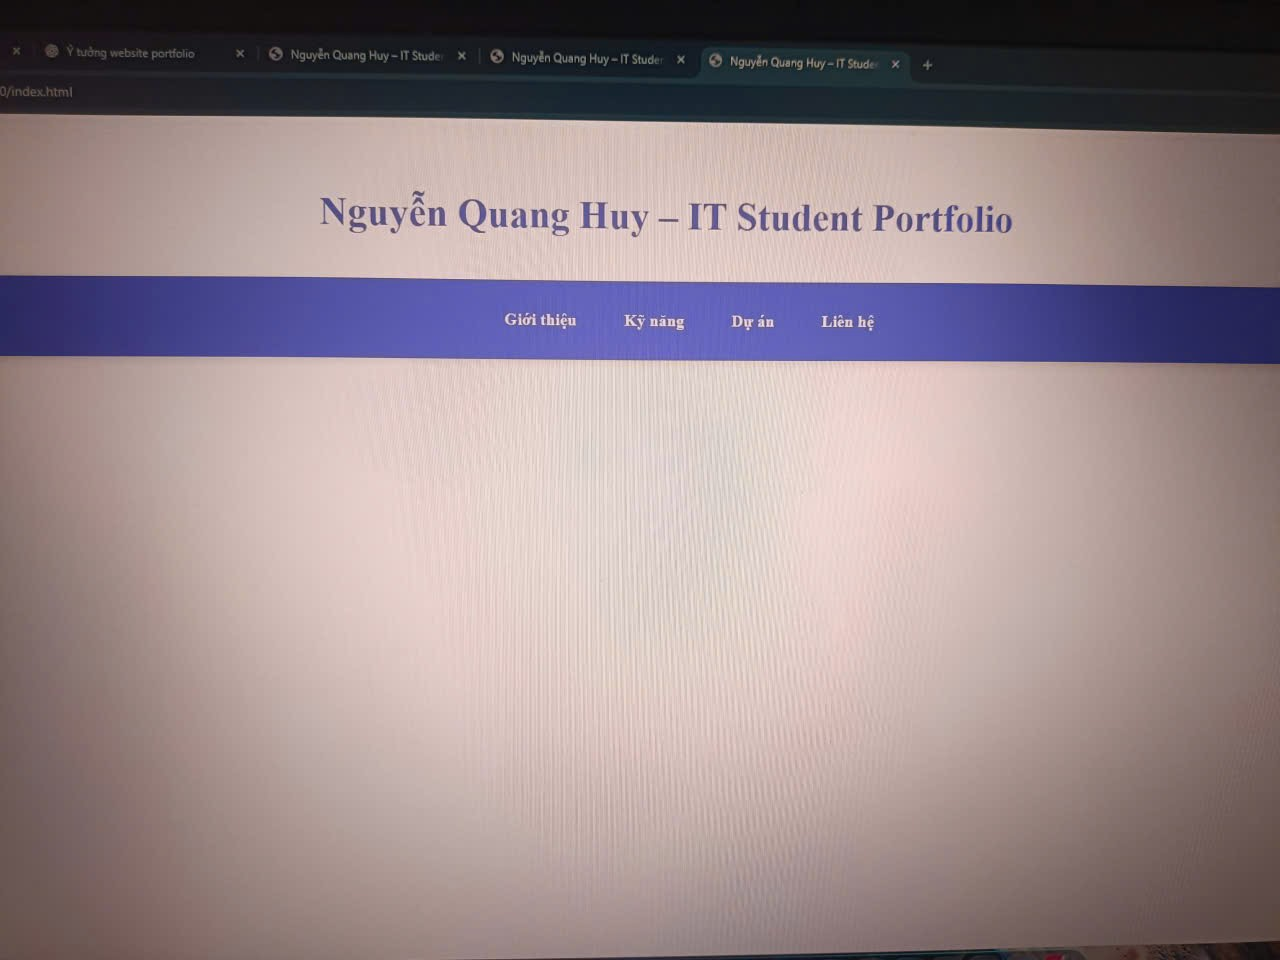 Ý tưởng website portfolio
Nguyễn Quang Huy – IT Studer
Nguyễn Quang Huy – IT Studer
Nguyễn Quang Huy – IT Studer
0/index.html
Nguyễn Quang Huy – IT Student Portfolio
Giới thiệu Kỹ năng Dự án Liên hệ